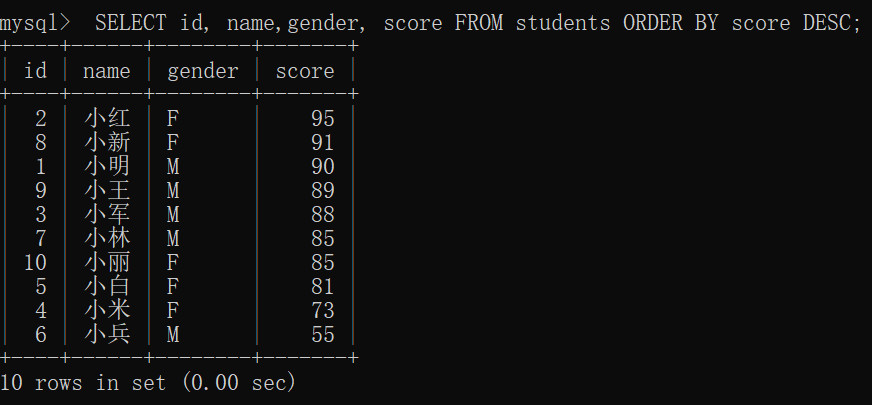 mysql>  SELECT id, name,gender, score FROM students ORDER BY score DESC;
+----+------+--------+-------+
| id | name | gender | score |
+----+------+--------+-------+
|  2 | 小红 | F      |    95 |
|  8 | 小新 | F      |    91 |
|  1 | 小明 | M      |    90 |
|  9 | 小王 | M      |    89 |
|  3 | 小军 | M      |    88 |
|  7 | 小林 | M      |    85 |
| 10 | 小丽 | F      |    85 |
|  5 | 小白 | F      |    81 |
|  4 | 小米 | F      |    73 |
|  6 | 小兵 | M      |    55 |
+----+------+--------+-------+
10 rows in set (0.00 sec)